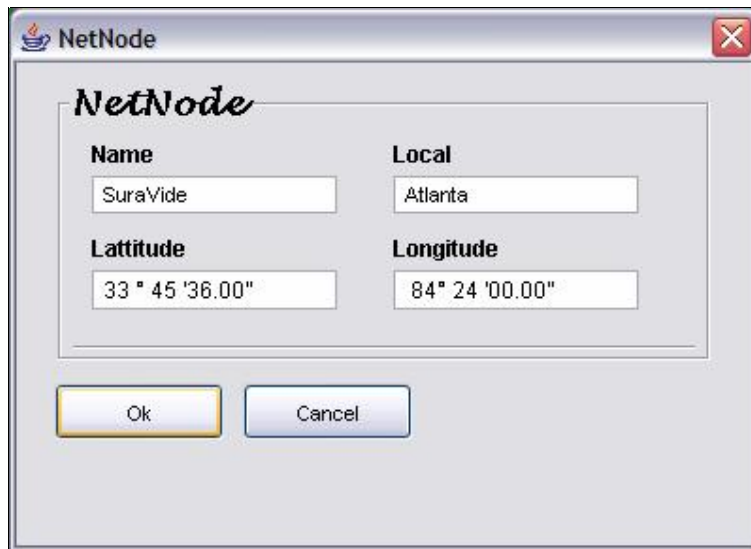 NetNode
NetNode
Name Local
SuraVide Atlanta
Lattitude Longitude
33 ° 45 '36.00" 84° 24 '00.00"
Ok Cancel